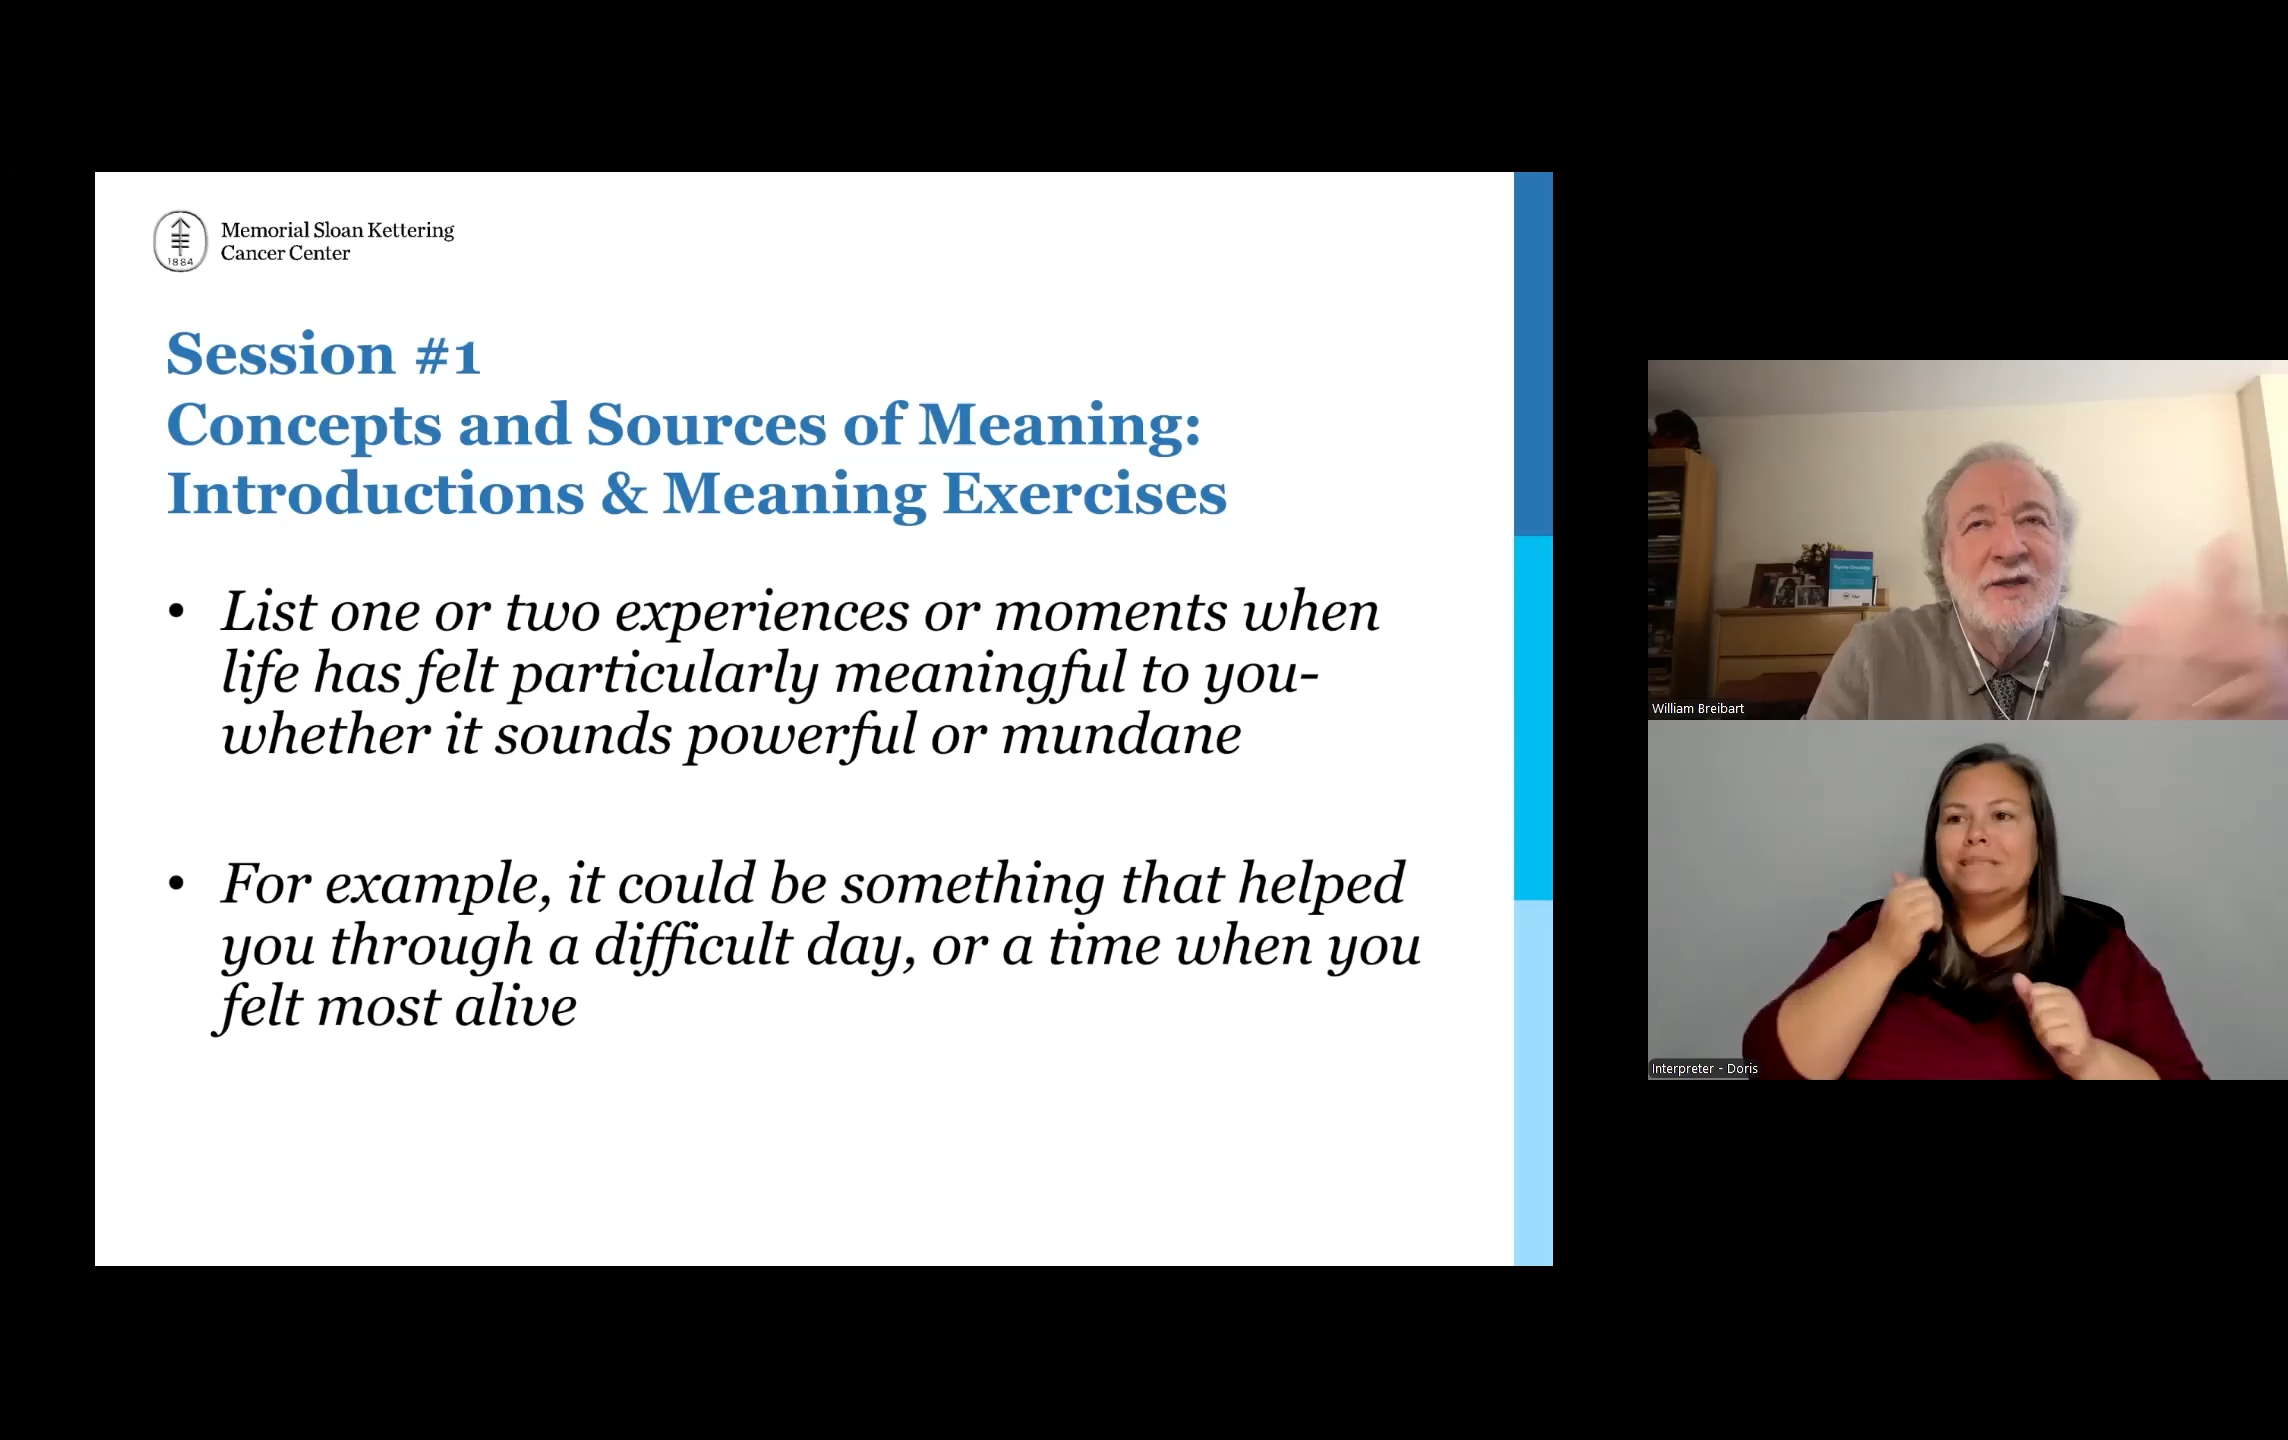 Memorial Sloan Kettering
Cancer Center
1884
Session #1
Concepts and Sources of Meaning:
Introductions & Meaning Exercises
• List one or two experiences or moments when
life has felt particularly meaningful to you-
whether it sounds powerful or mundane
• For example, it could be something that helped
you through a difficult day, or a time when you
felt most alive
Psycho-Oncology
William Breibart
Interpreter - Doris